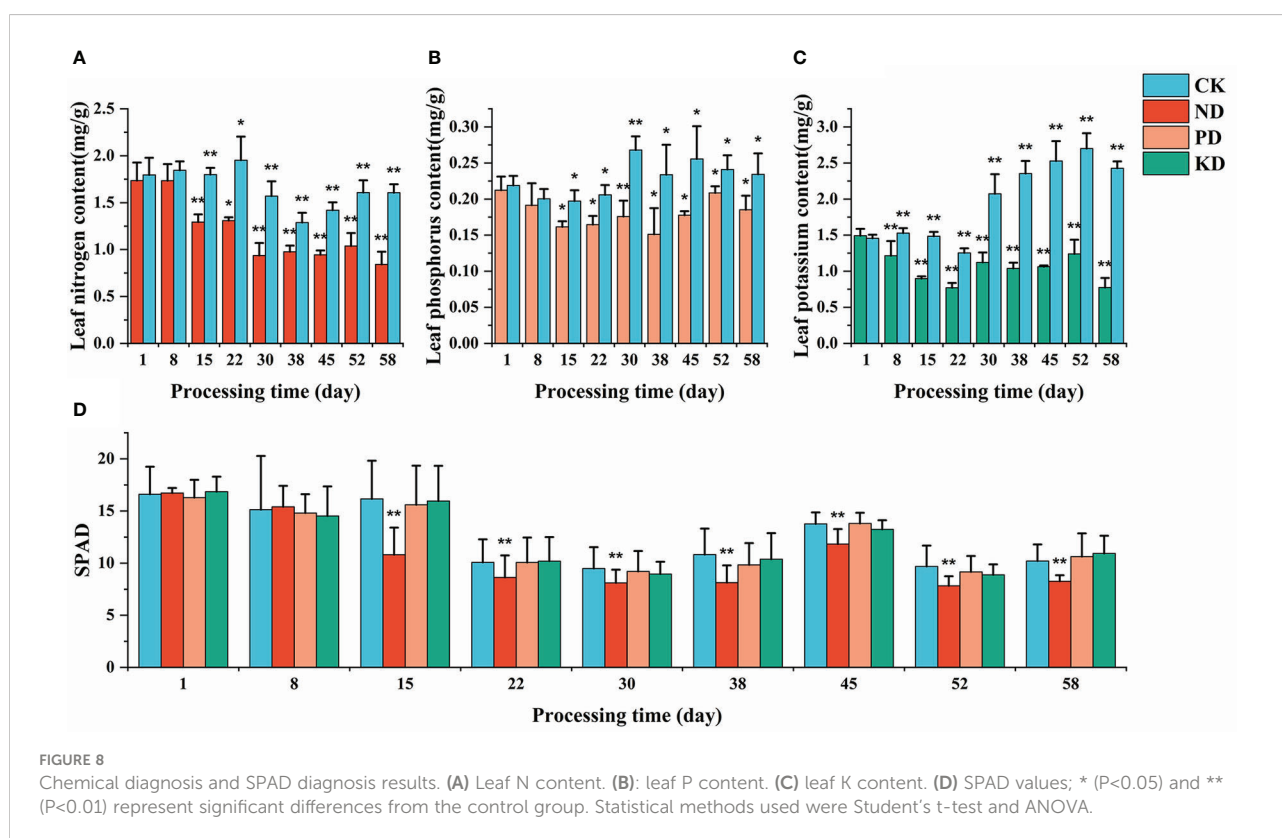 A
Leaf nitrogen content(mg/g)
2.5
2.0
1.5
1.0
0.5
0.0
** * ** ** ** ** **
** * ** ** ** ** **
1 8 15 22 30 38 45 52 58
Processing time (day)
B
Leaf phosphorus content(mg/g)
0.30
0.25
0.20
0.15
0.10
0.05
0.00
* * ** * * * *
* * ** * * * *
1 8 15 22 30 38 45 52 58
Processing time (day)
C
Leaf potassium content(mg/g)
3.0
2.5
2.0
1.5
1.0
0.5
0.0
** ** ** ** ** ** ** **
** ** ** ** ** ** ** **
1 8 15 22 30 38 45 52 58
Processing time (day)
CK
ND
PD
KD
D
SPAD
20
15
10
5
0
** ** ** ** ** ** **
1 8 15 22 30 38 45 52 58
Processing time (day)
FIGURE 8
Chemical diagnosis and SPAD diagnosis results. (A) Leaf N content. (B): leaf P content. (C) leaf K content. (D) SPAD values; * (P<0.05) and **
(P<0.01) represent significant differences from the control group. Statistical methods used were Student's t-test and ANOVA.